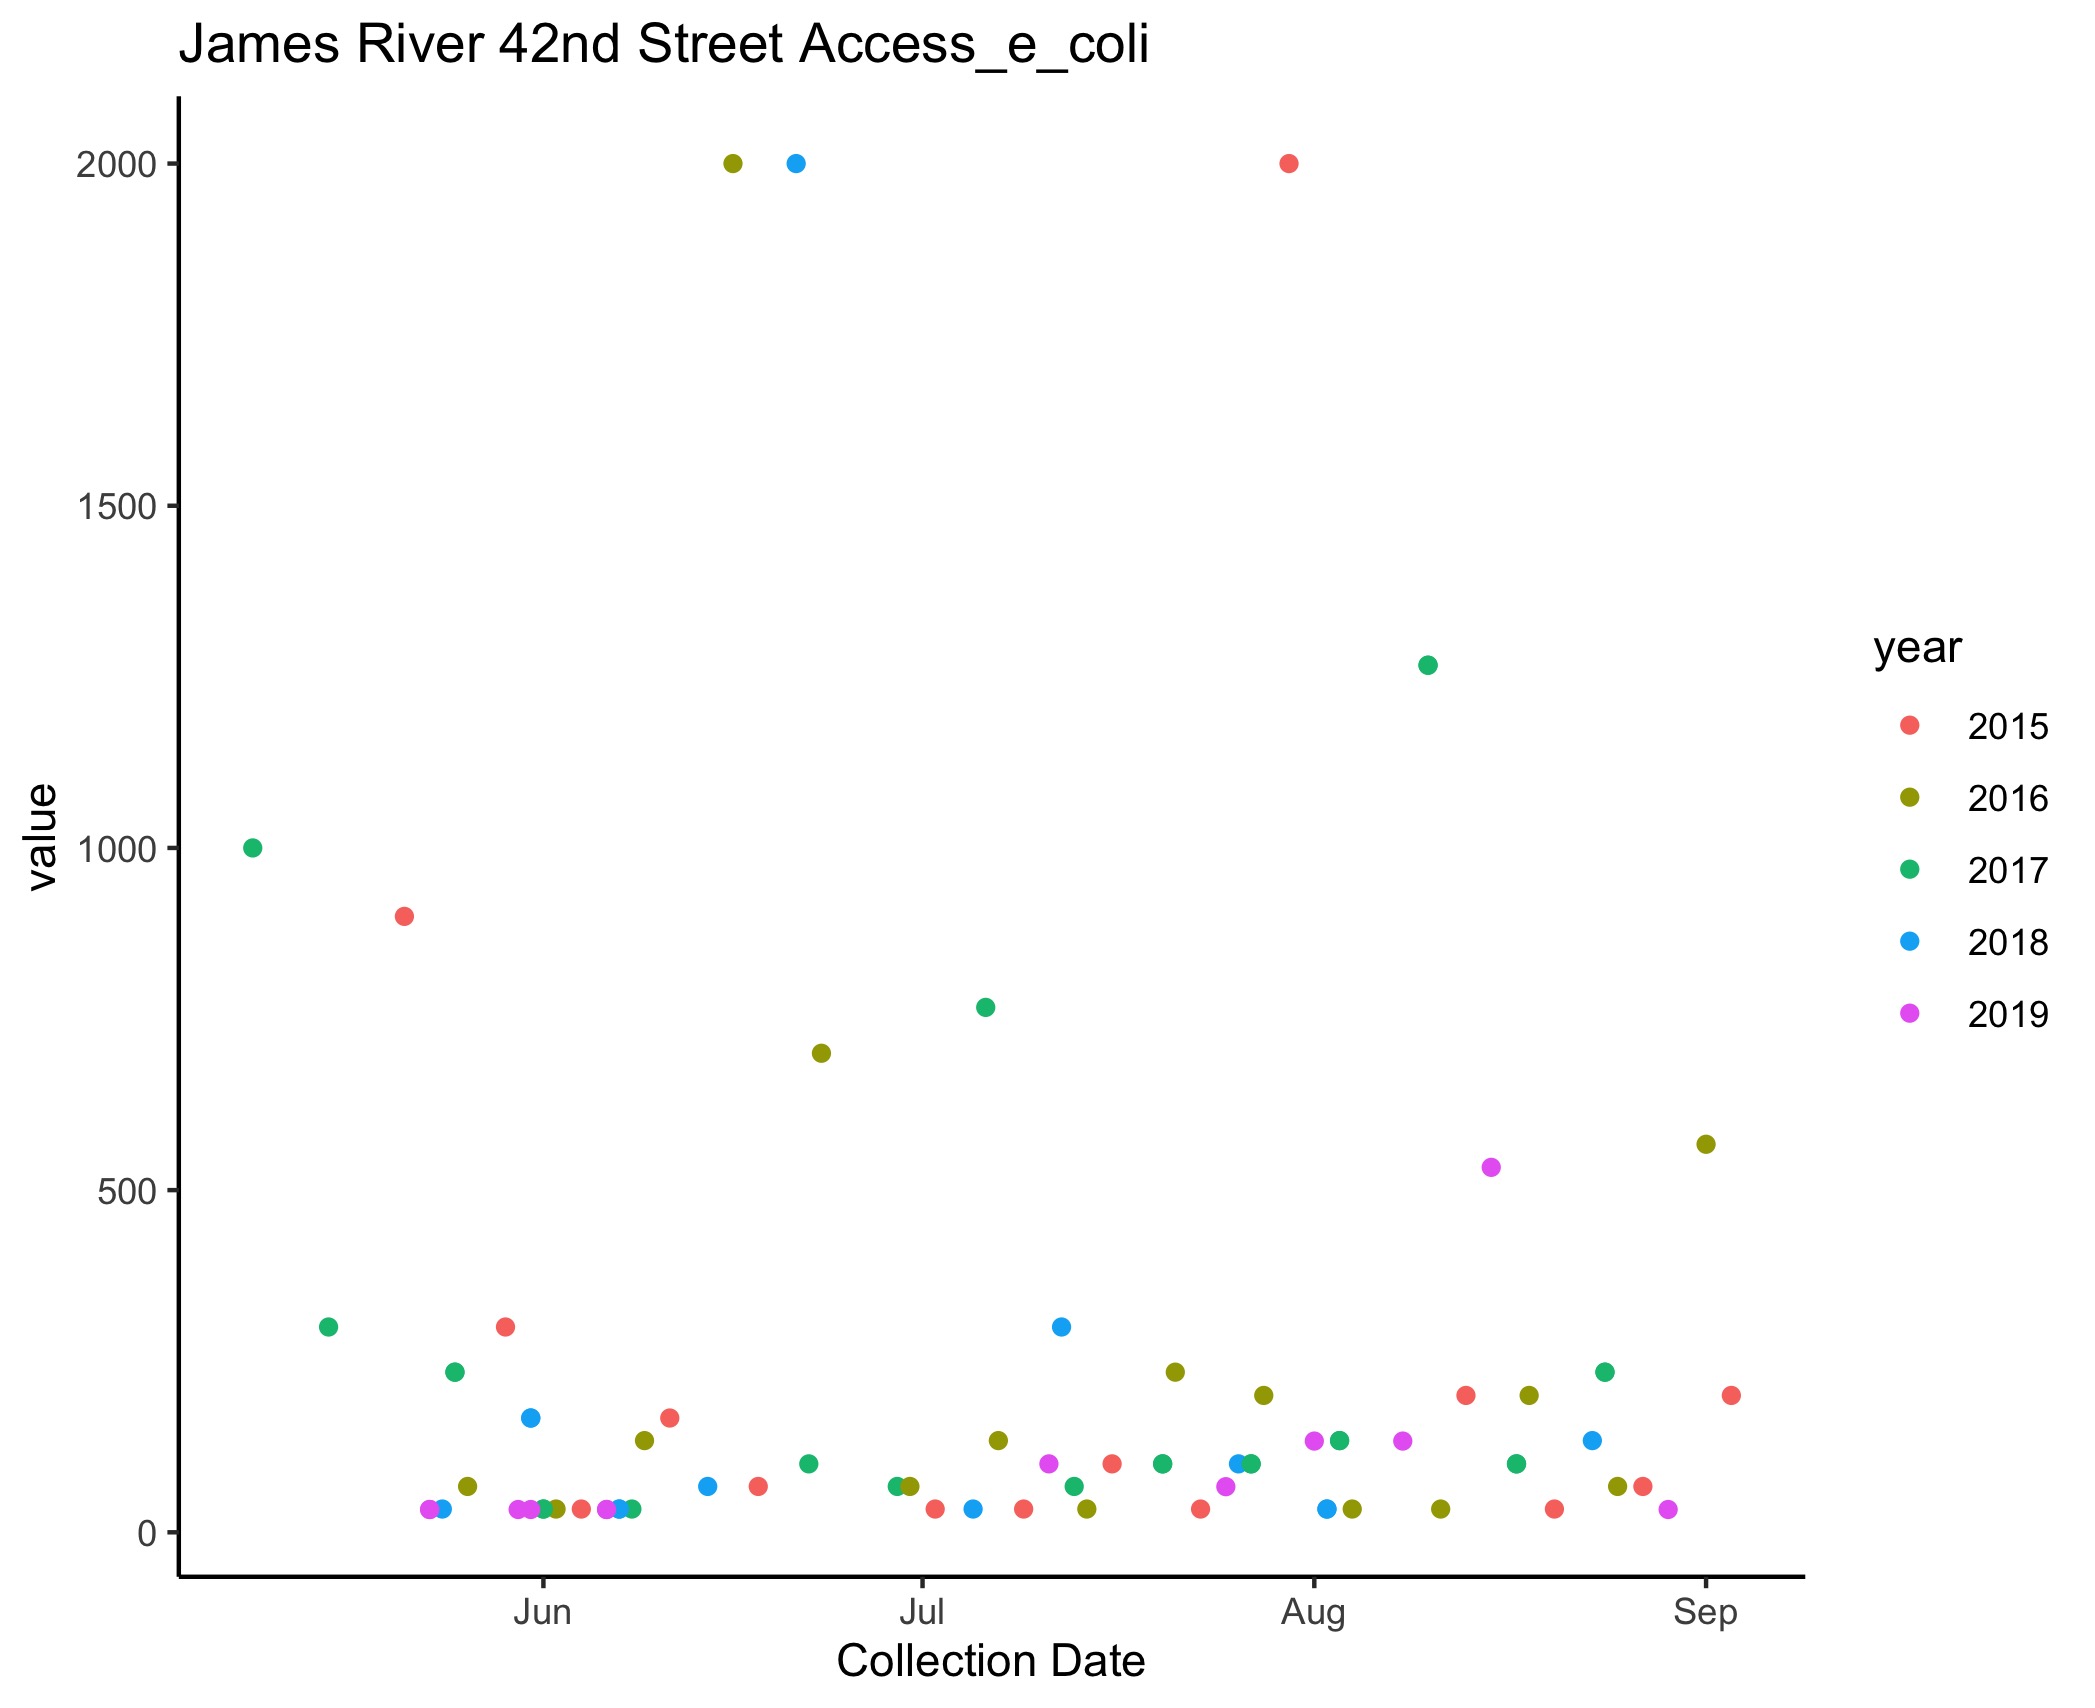 James River 42nd Street Access_e_coli
2000
1500
1000
500
0
value
Jun
Jul
Aug
Sep
Collection Date
year
2015
2016
2017
2018
2019